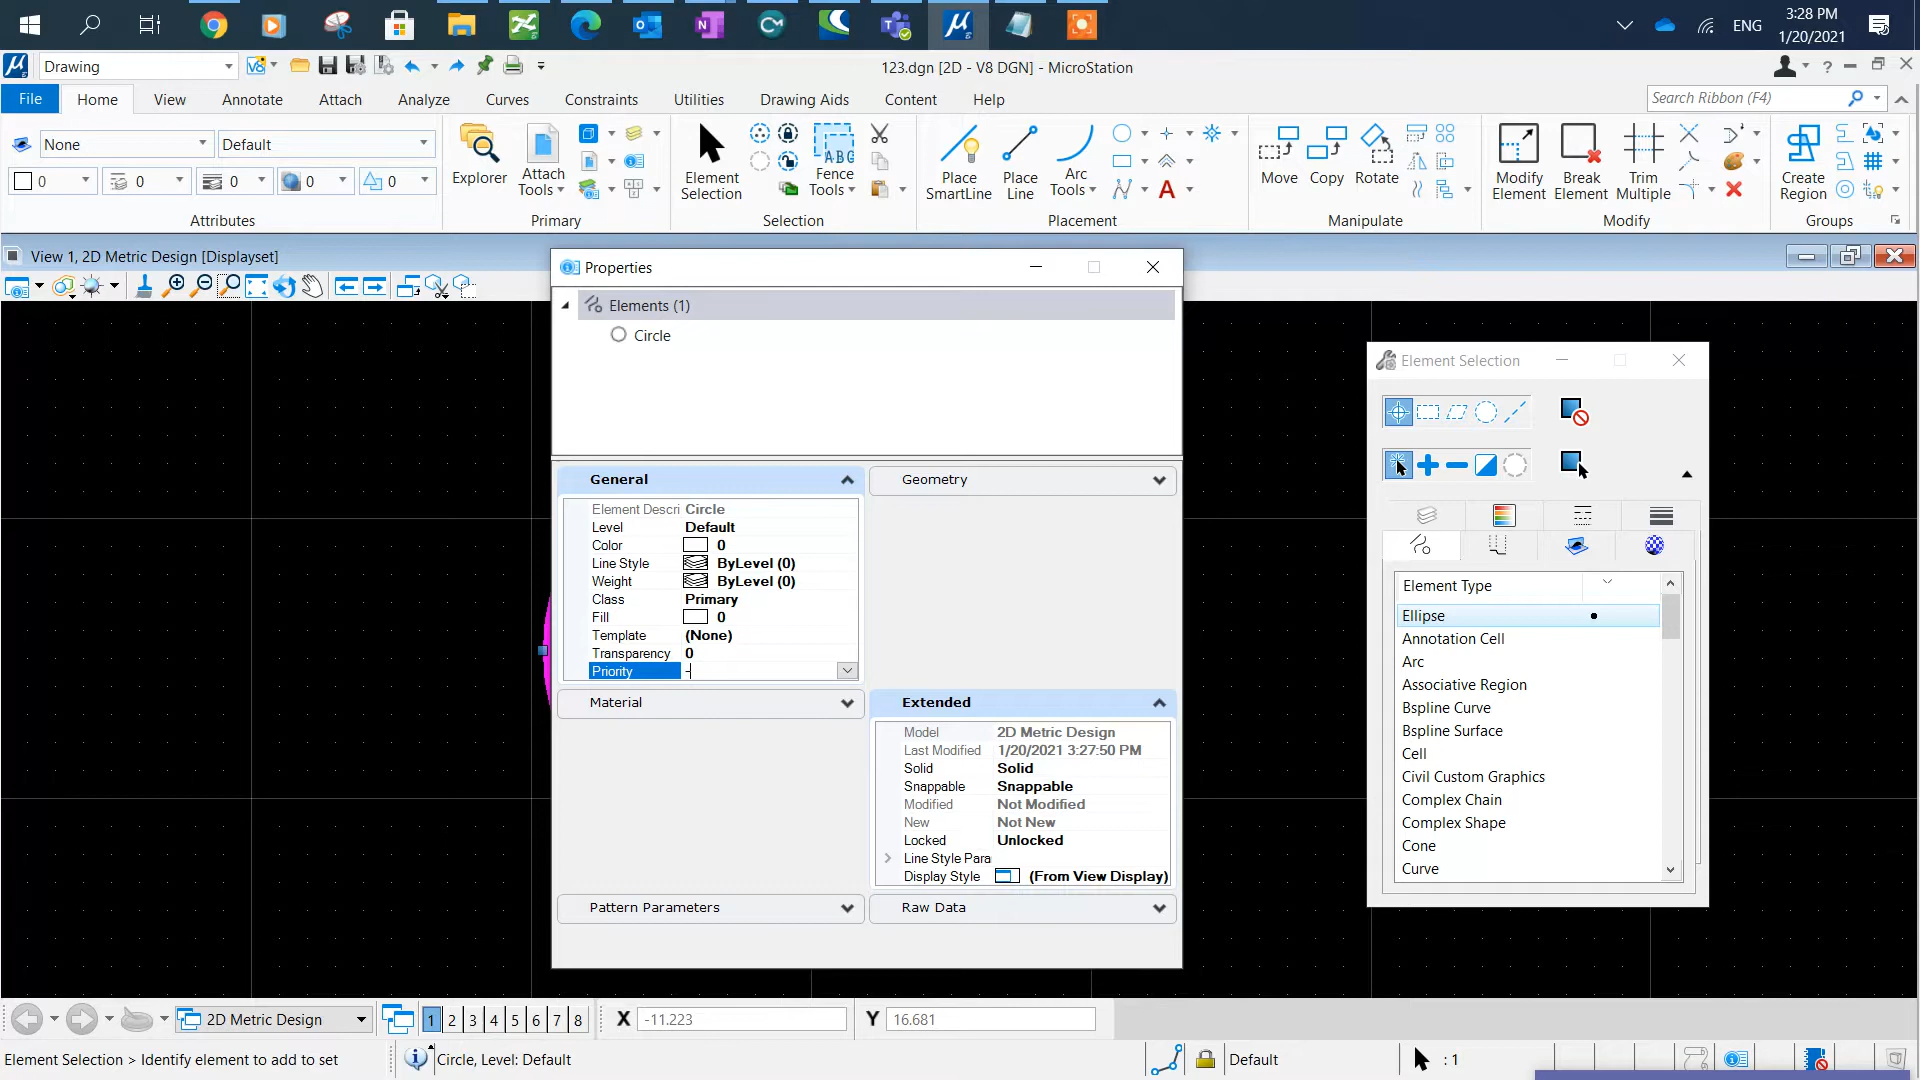 ENG
3:28 PM
1/20/2021
Drawing
123.dgn [2D - V8 DGN] - MicroStation
File
Home
View
Annotate
Attach
Analyze
Curves
Constraints
Utilities
Drawing Aids
Content
Help
Search Ribbon (F4)
None
Default
0
0
0
0
0
Attributes
Explorer
Attach
Tools
Primary
Element
Selection
Fence
Tools
Selection
Place
SmartLine
Place
Line
Arc
Tools
Placement
Move
Copy
Rotate
Manipulate
Modify
Element
Break
Element
Trim
Multiple
Modify
Create
Region
Groups
View 1, 2D Metric Design [Displayset]
Properties
Elements (1)
Circle
General
Element Descri Circle
Level Default
Color 0
Line Style ByLevel (0)
Weight ByLevel (0)
Class Primary
Fill 0
Template (None)
Transparency 0
Priority -
Geometry
Material
Extended
Model 2D Metric Design
Last Modified 1/20/2021 3:27:50 PM
Solid Solid
Snappable Snappable
Modified Not Modified
New Not New
Locked Unlocked
Line Style Para
Display Style (From View Display)
Pattern Parameters
Raw Data
Element Selection
Element Type
Ellipse
Annotation Cell
Arc
Associative Region
Bspline Curve
Bspline Surface
Cell
Civil Custom Graphics
Complex Chain
Complex Shape
Cone
Curve
2D Metric Design
1 2 3 4 5 6 7 8
X -11.223
Y 16.681
Element Selection > Identify element to add to set
Circle, Level: Default
Default
: 1